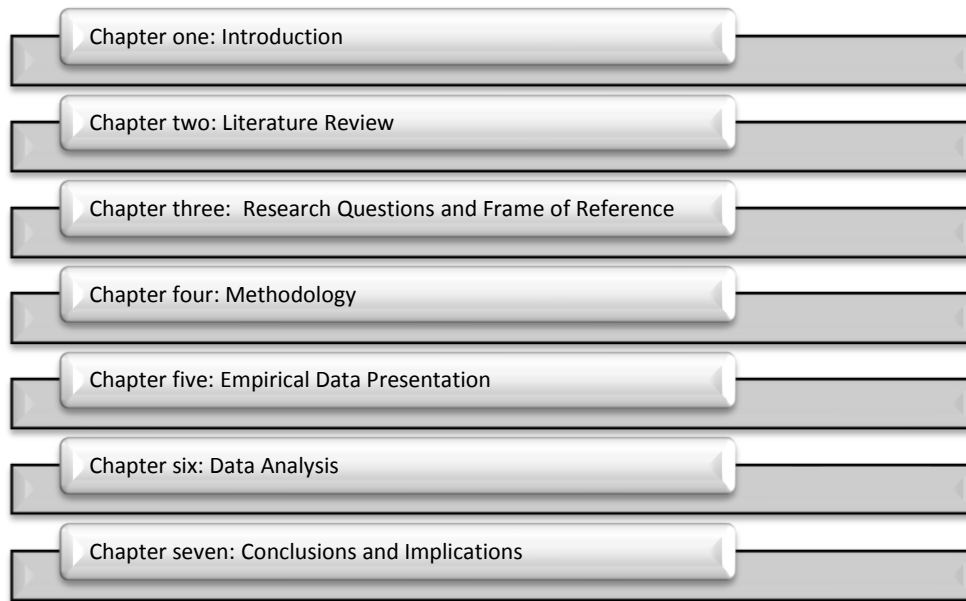 Chapter one: Introduction
Chapter two: Literature Review
Chapter three:  Research Questions and Frame of Reference
Chapter four: Methodology
Chapter five: Empirical Data Presentation
Chapter six: Data Analysis
Chapter seven: Conclusions and Implications